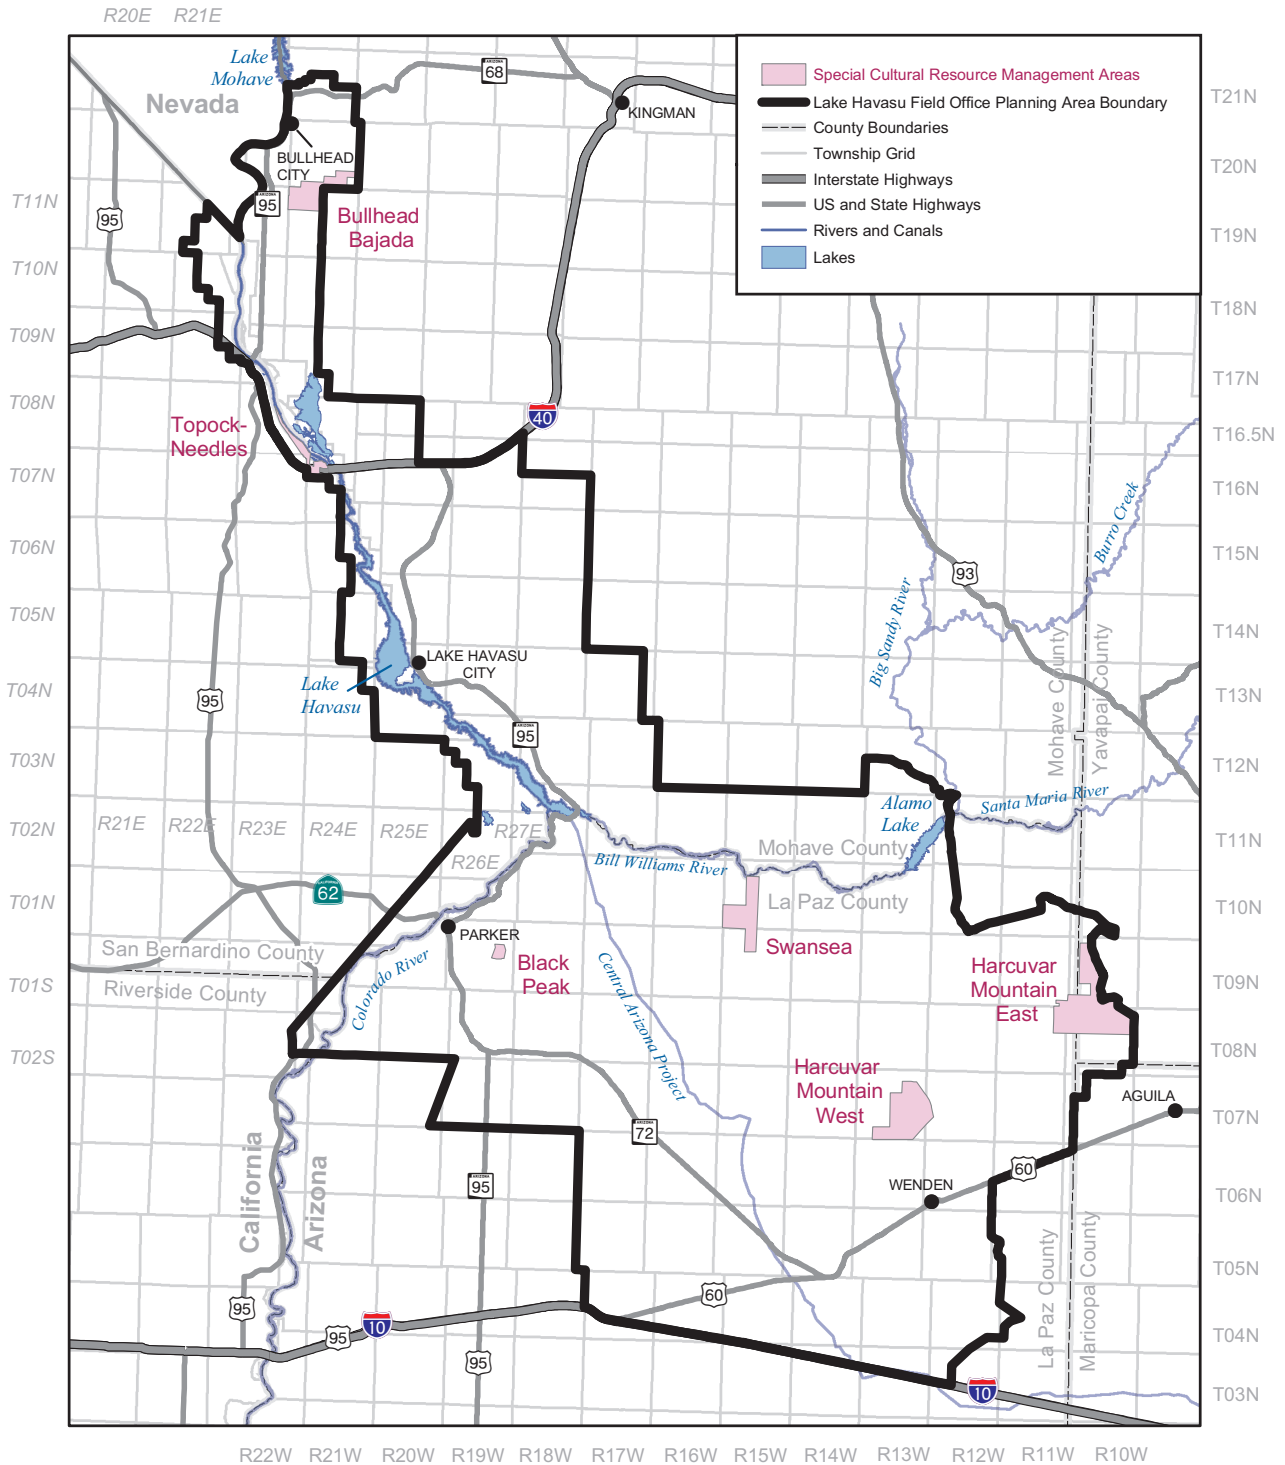 R20E
R21E
Lake
Mohave
Nevada
ARIZONA
68
KINGMAN
BULLHEAD
CITY
ARIZONA
95
95
Bullhead
Bajada
Special Cultural Resource Management Areas
Lake Havasu Field Office Planning Area Boundary
County Boundaries
Township Grid
Interstate Highways
US and State Highways
Rivers and Canals
Lakes
T21N
T20N
T19N
T18N
T17N
T16.5N
T16N
T15N
T14N
T13N
T12N
T11N
T10N
T09N
T08N
T07N
T06N
T05N
T04N
T03N
T11N
T10N
T09N
T08N
T07N
T06N
T05N
T04N
T03N
T02N
T01N
T01S
T02S
40
Topock-
Needles
Burro Creek
93
Big Sandy River
Mohave County
Yavapai County
LAKE HAVASU
CITY
Lake
Havasu
95
ARIZONA
95
Alamo
Lake
Santa Maria River
R21E
R22E
R23E
R24E
R25E
R27E
R26E
Mohave County
Bill Williams River
La Paz County
CALIFORNIA
62
PARKER
Swansea
San Bernardino County
Riverside County
Colorado River
Black
Peak
Central Arizona Project
Harcuvar
Mountain
East
Harcuvar
Mountain
West
AGUILA
ARIZONA
72
60
California
Arizona
ARIZONA
95
WENDEN
La Paz County
Maricopa County
95
10
95
60
95
10
R22W
R21W
R20W
R19W
R18W
R17W
R16W
R15W
R14W
R13W
R12W
R11W
R10W